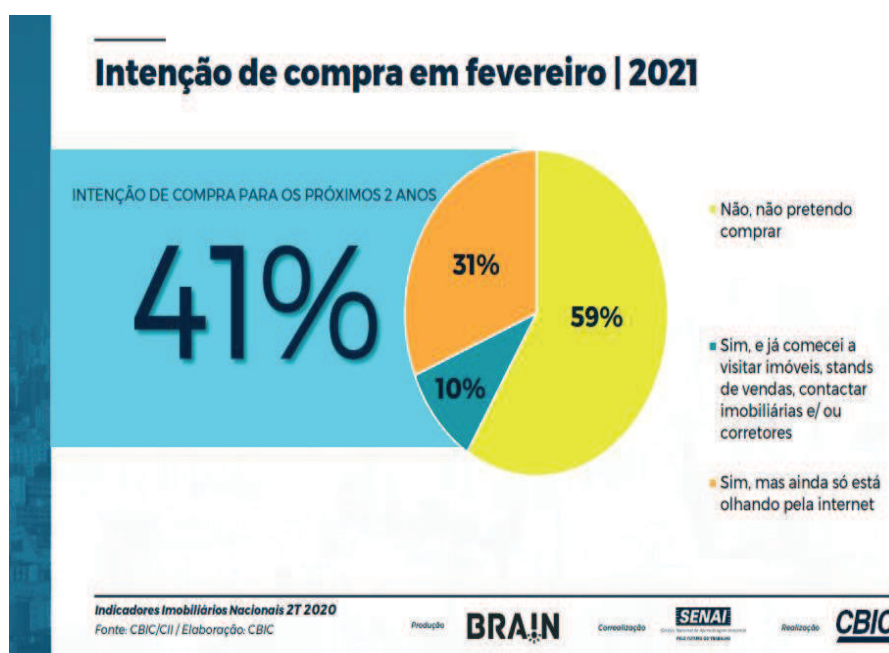 Intenção de compra em fevereiro | 2021
INTENÇÃO DE COMPRA PARA OS PRÓXIMOS 2 ANOS
41%
31%
59%
10%
Não, não pretendo
comprar
Sim, e já comecei a
visitar imóveis, stands
de vendas, contactar
imobiliárias e/ ou
corretores
Sim, mas ainda só está
olhando pela internet
Indicadores Imobiliários Nacionais 2T 2020
Fonte: CBIC/CII / Elaboração: CBIC
Produção
BRAIN
Correalização
SENAI
Realização
CBIC